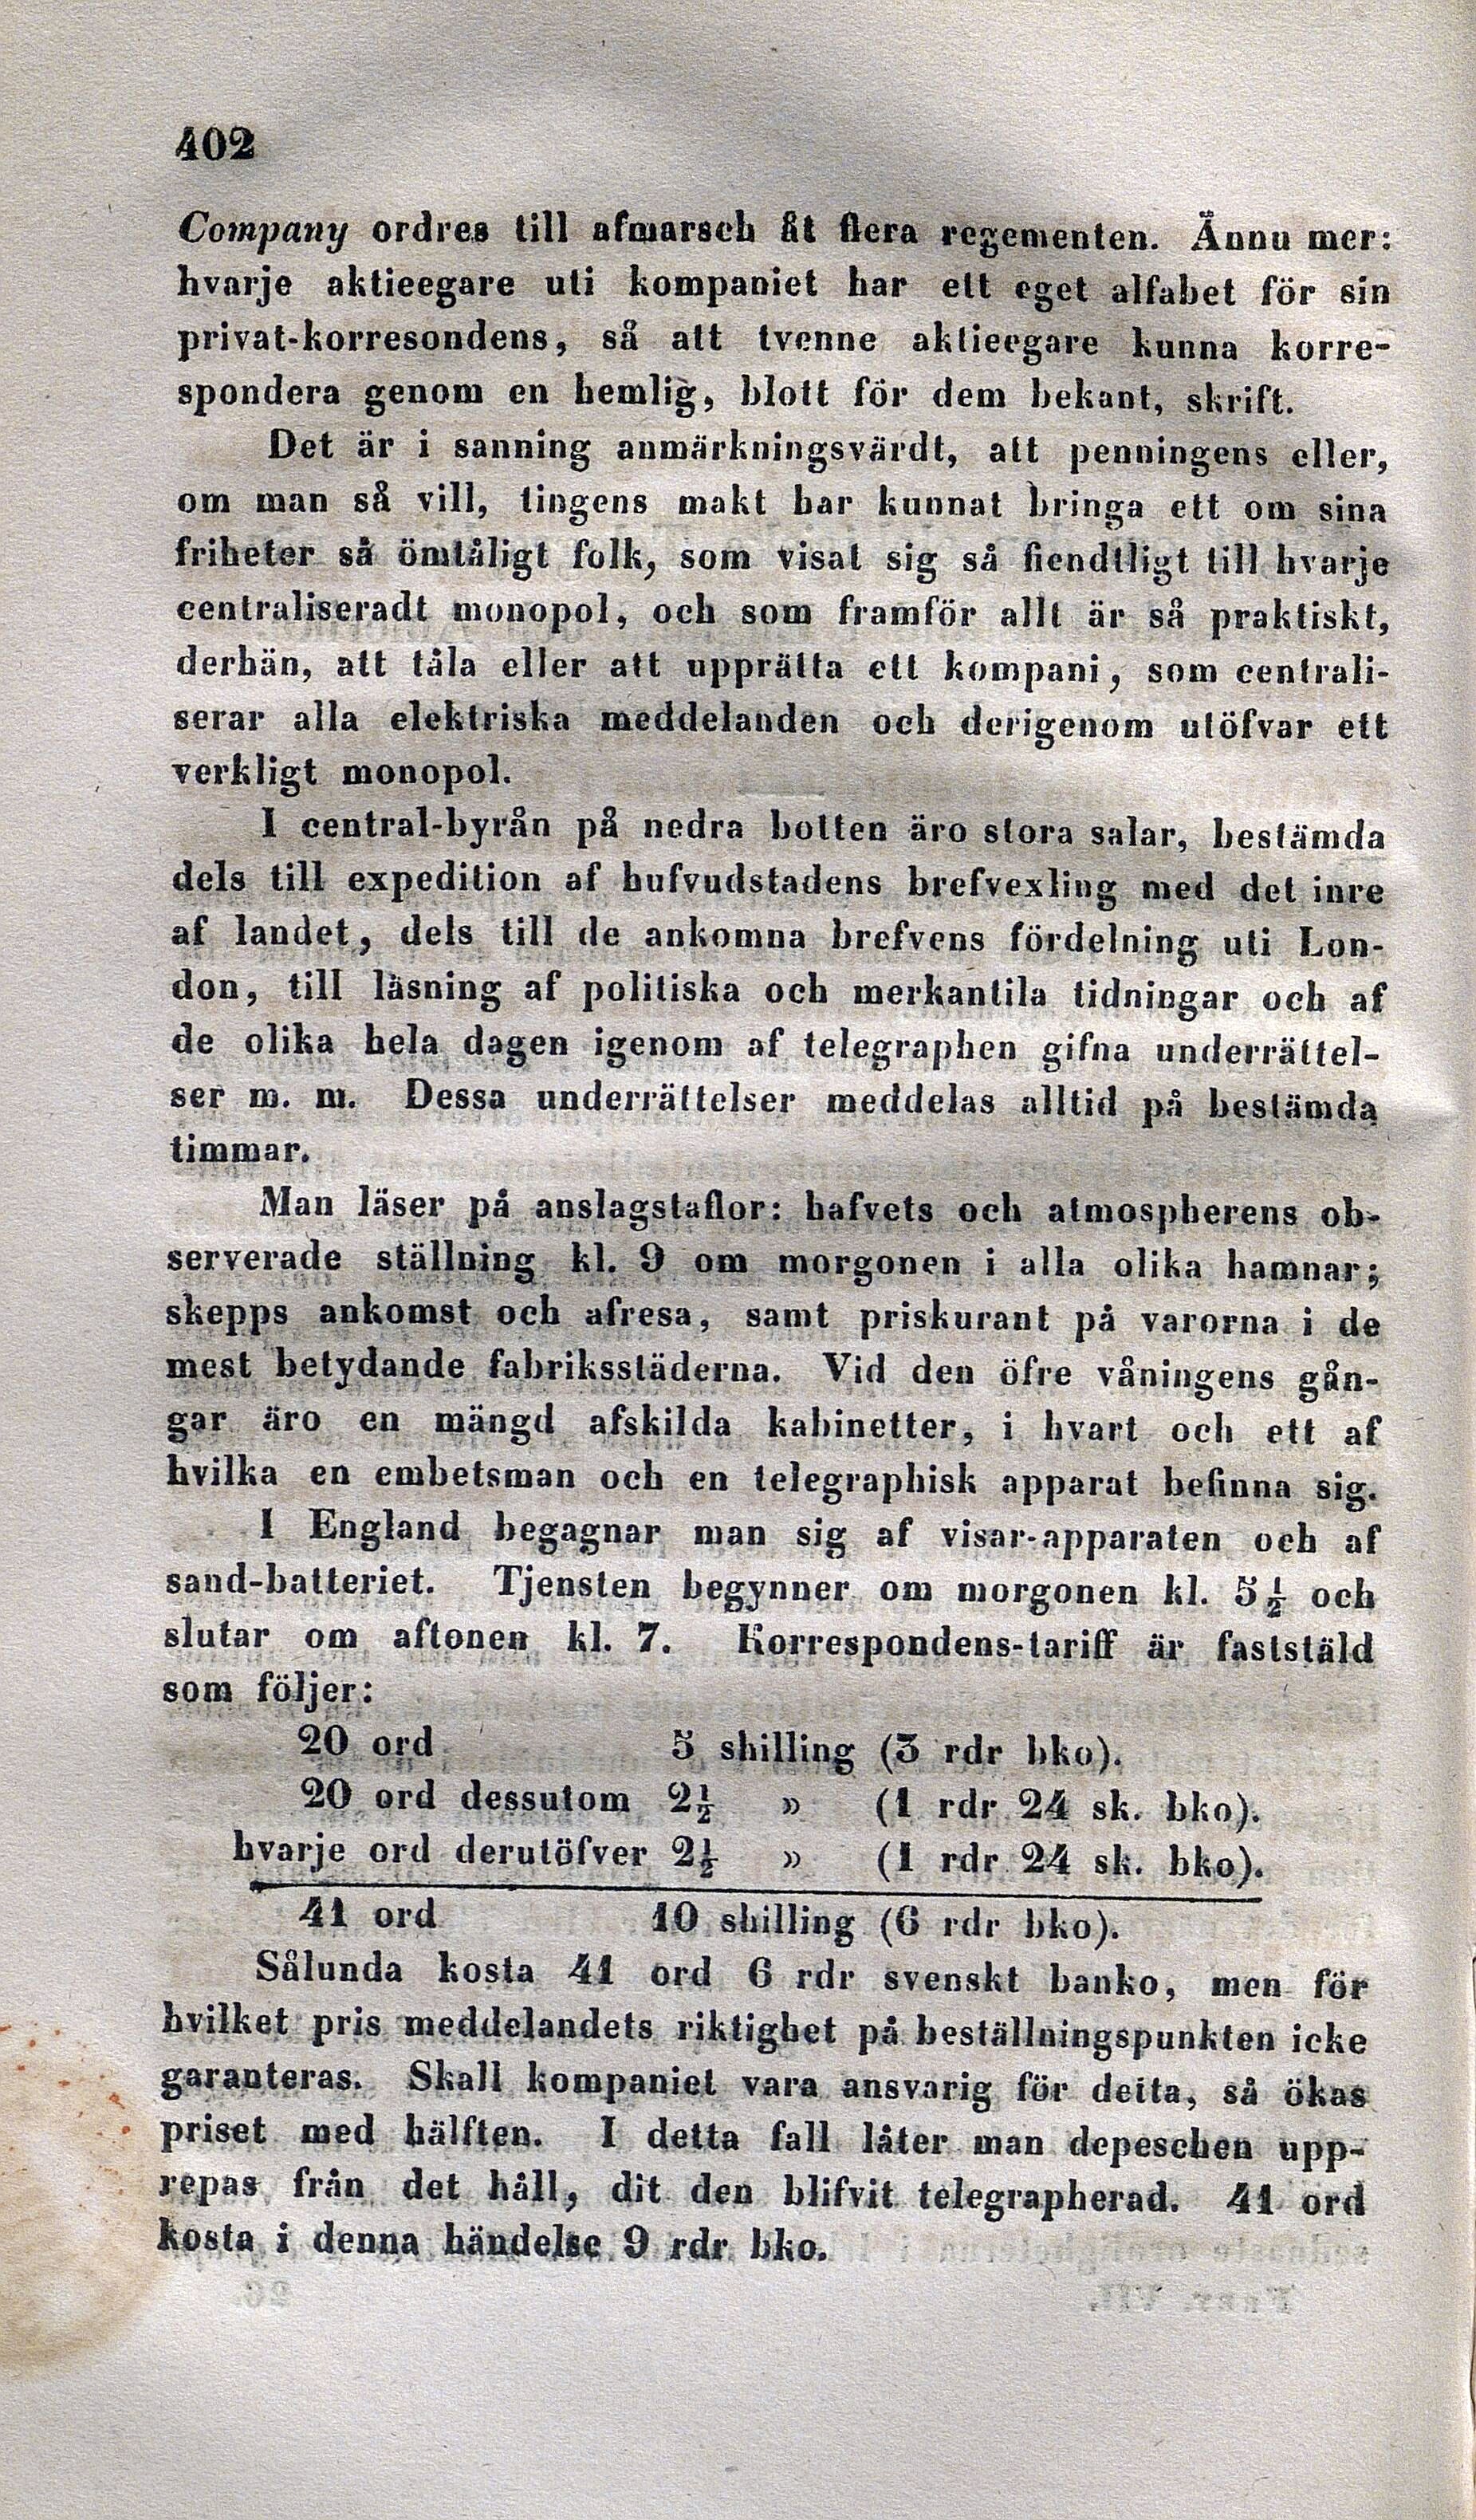 402
Company ordres till afmarsch åt flera regementen. Ännu mer:
hvarje aktieegare uti kompaniet har ett eget alfabet för sin
privat-korresondens, så att tvenne aktieegare kunna korre-
spondera genom en hemlig, blott för dem bekant, skrift.
Det är i sanning anmärkningsvärdt, att penningens eller,
om man så vill, tingens makt har kunnat bringa ett om sina
friheter så ömtåligt folk, som visat sig så fiendtligt till hvarje
centraliseradt monopol, och som framför allt är så praktiskt,
derhän, att tåla eller att upprätta ett kompani, som centrali-
serar alla elektriska meddelanden och derigenom utöfvar ett
verkligt monopol.
I central-byrån på nedra botten äro stora salar, bestämda
dels till expedition af hufvudstadens brefvexling med det inre
af landet, dels till de ankomna brefvens fördelning uti Lon-
don, till läsning af politiska och merkantila tidningar och af
de olika hela dagen igenom af telegraphen gifna underrättel-
ser m. m. Dessa underrättelser meddelas alltid på bestämda
timmar.
Man läser på anslagstaflor: hafvets och atmospherens ob-
serverade ställning kl. 9 om morgonen i alla olika hamnar;
skepps ankomst och afresa, samt priskurant på varorna i de
mest betydande fabriksstäderna. Vid den öfre våningens gån-
gar äro en mängd afskilda kabinetter, i hvart och ett af
hvilka en embetsman och en telegraphisk apparat befinna sig.
I England begagnar man sig af visar-apparaten och af
sand-batteriet. Tjensten begynner om morgonen kl. 5½ och
slutar om aftonen kl. 7. Korrespondens-tariff är faststäld
som följer:
20 ord 5 shilling (3 rdr bko).
20 ord dessutom 2½ » (1 rdr 24 sk. bko).
hvarje ord derutöfver 2½ » (1 rdr 24 sk. bko).
41 ord 10 shilling (6 rdr bko).
Sålunda kosta 41 ord 6 rdr svenskt banko, men för
hvilket pris meddelandets riktighet på beställningspunkten icke
garanteras. Skall kompaniet vara ansvarig för detta, så ökas
priset med hälften. I detta fall låter man depeschen upp-
repas från det håll, dit den blifvit telegrapherad. 41 ord
kosta i denna händelse 9 rdr bko.